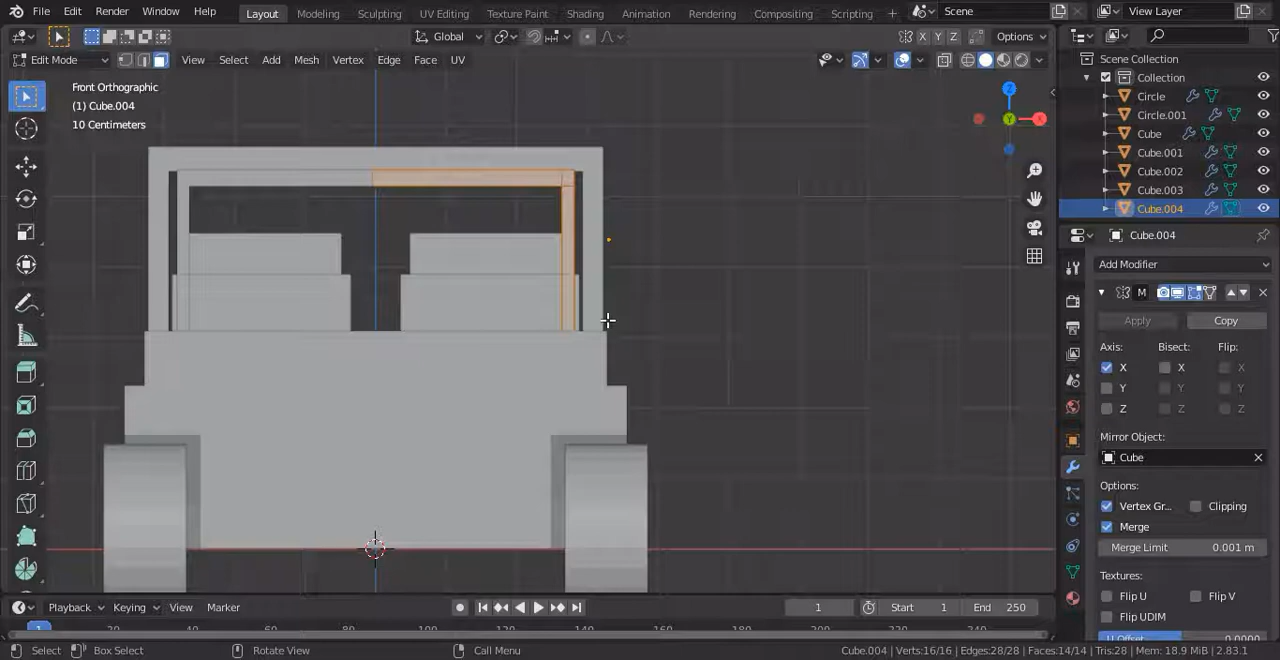 File Edit Render Window Help Layout Modeling Sculpting UV Editing Texture Paint Shading Animation Rendering Compositing Scripting + Scene View Layer
Global X Y Z Options
Edit Mode View Select Add Mesh Vertex Edge Face UV
Scene Collection
Collection
Circle
Circle.001
Cube
Cube.001
Cube.002
Cube.003
Cube.004
Front Orthographic
(1) Cube.004
10 Centimeters
Z
Y
X
Cube.004
Add Modifier
M
Apply Copy
Axis: Bisect: Flip:
X X X
Y Y Y
Z Z Z
Mirror Object:
Cube
Options:
Vertex Gr... Clipping
Merge
Merge Limit 0.001 m
Textures:
Flip U Flip V
Flip UDIM
U Offset 0.0000
Playback Keying View Marker 1 Start 1 End 250
1 20 40 60 80 100 120 140 160 180 200 220 240
Select Box Select Rotate View Call Menu Cube.004 | Verts:16/16 | Edges:28/28 | Faces:14/14 | Tris:28 | Mem: 18.9 MiB | 2.83.1